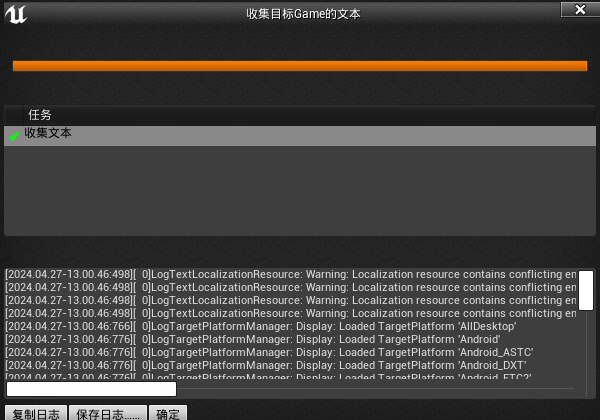 收集目标Game的文本
任务
收集文本
[2024.04.27-13.00.46:498][  0]LogTextLocalizationResource: Warning: Localization resource contains conflicting en
[2024.04.27-13.00.46:498][  0]LogTextLocalizationResource: Warning: Localization resource contains conflicting en
[2024.04.27-13.00.46:498][  0]LogTextLocalizationResource: Warning: Localization resource contains conflicting en
[2024.04.27-13.00.46:498][  0]LogTextLocalizationResource: Warning: Localization resource contains conflicting en
[2024.04.27-13.00.46:766][  0]LogTargetPlatformManager: Display: Loaded TargetPlatform 'AllDesktop'
[2024.04.27-13.00.46:776][  0]LogTargetPlatformManager: Display: Loaded TargetPlatform 'Android'
[2024.04.27-13.00.46:776][  0]LogTargetPlatformManager: Display: Loaded TargetPlatform 'Android_ASTC'
[2024.04.27-13.00.46:776][  0]LogTargetPlatformManager: Display: Loaded TargetPlatform 'Android_DXT'
[2024.04.27-13.00.46:776][  0]LogTargetPlatformManager: Display: Loaded TargetPlatform 'Android_ETC2'
复制日志 保存日志...... 确定